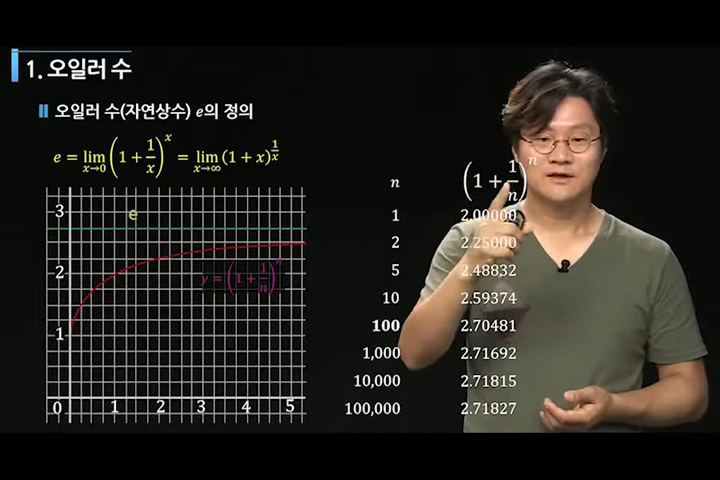 1. 오일러 수
오일러 수(자연상수) e의 정의
e = lim x→0 (1 + 1/x)^x = lim x→∞ (1 + x)^(1/x)
3
e
2
y = (1 + 1/n)^n
1
0 1 2 3 4 5
n (1 + 1/n)^n
1 2.00000
2 2.25000
5 2.48832
10 2.59374
100 2.70481
1,000 2.71692
10,000 2.71815
100,000 2.71827